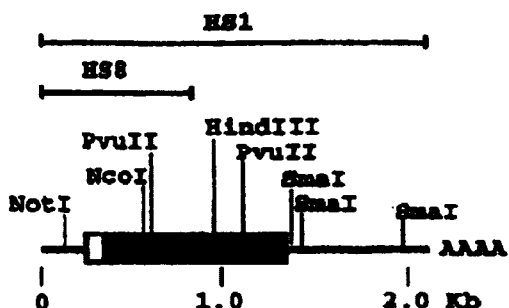 HS1
HS8
HindIII
PvuII
PvuII
NcoI
SmaI
SmaI
NotI
SmaI
AAAA
0 1.0 2.0 Kb